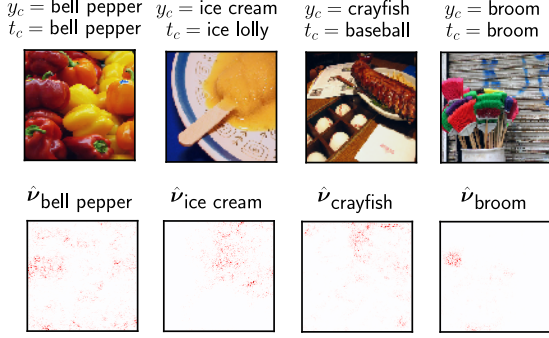 y_c = bell pepper y_c = ice cream y_c = crayfish y_c = broom
t_c = bell pepper t_c = ice lolly t_c = baseball t_c = broom
ν̂_bell pepper ν̂_ice cream ν̂_crayfish ν̂_broom